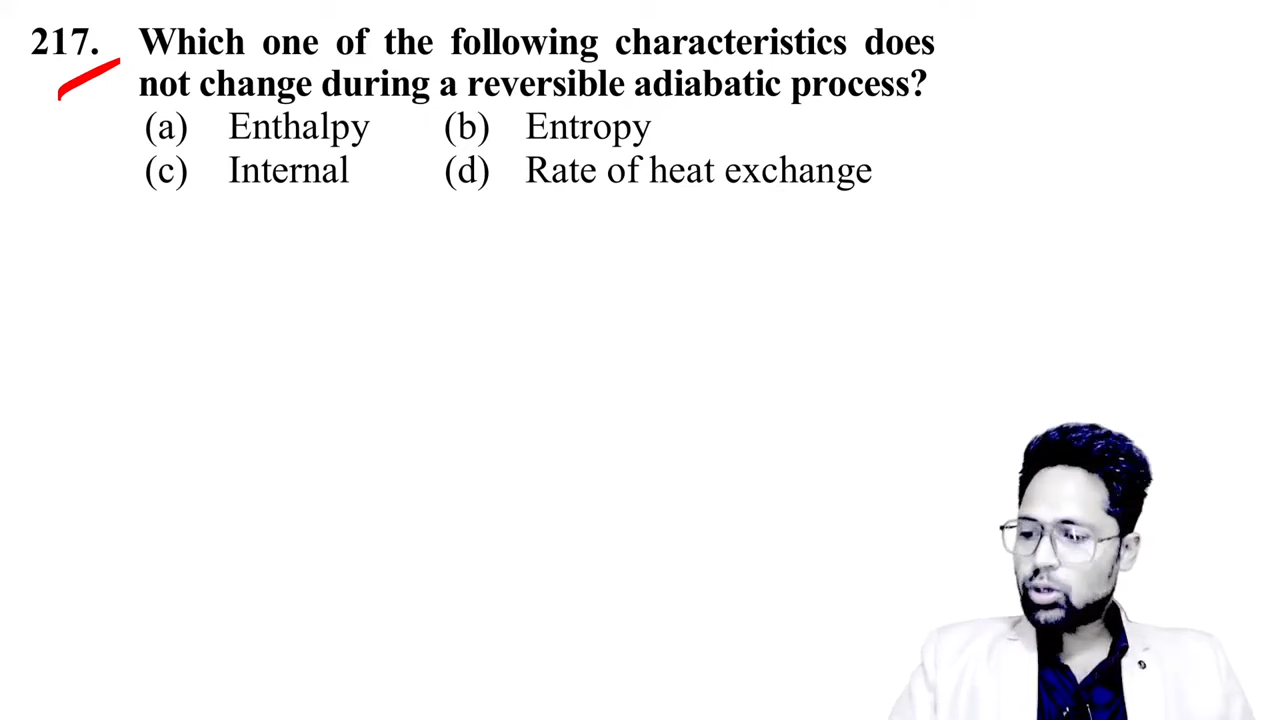 217. Which one of the following characteristics does
not change during a reversible adiabatic process?
(a) Enthalpy (b) Entropy
(c) Internal (d) Rate of heat exchange